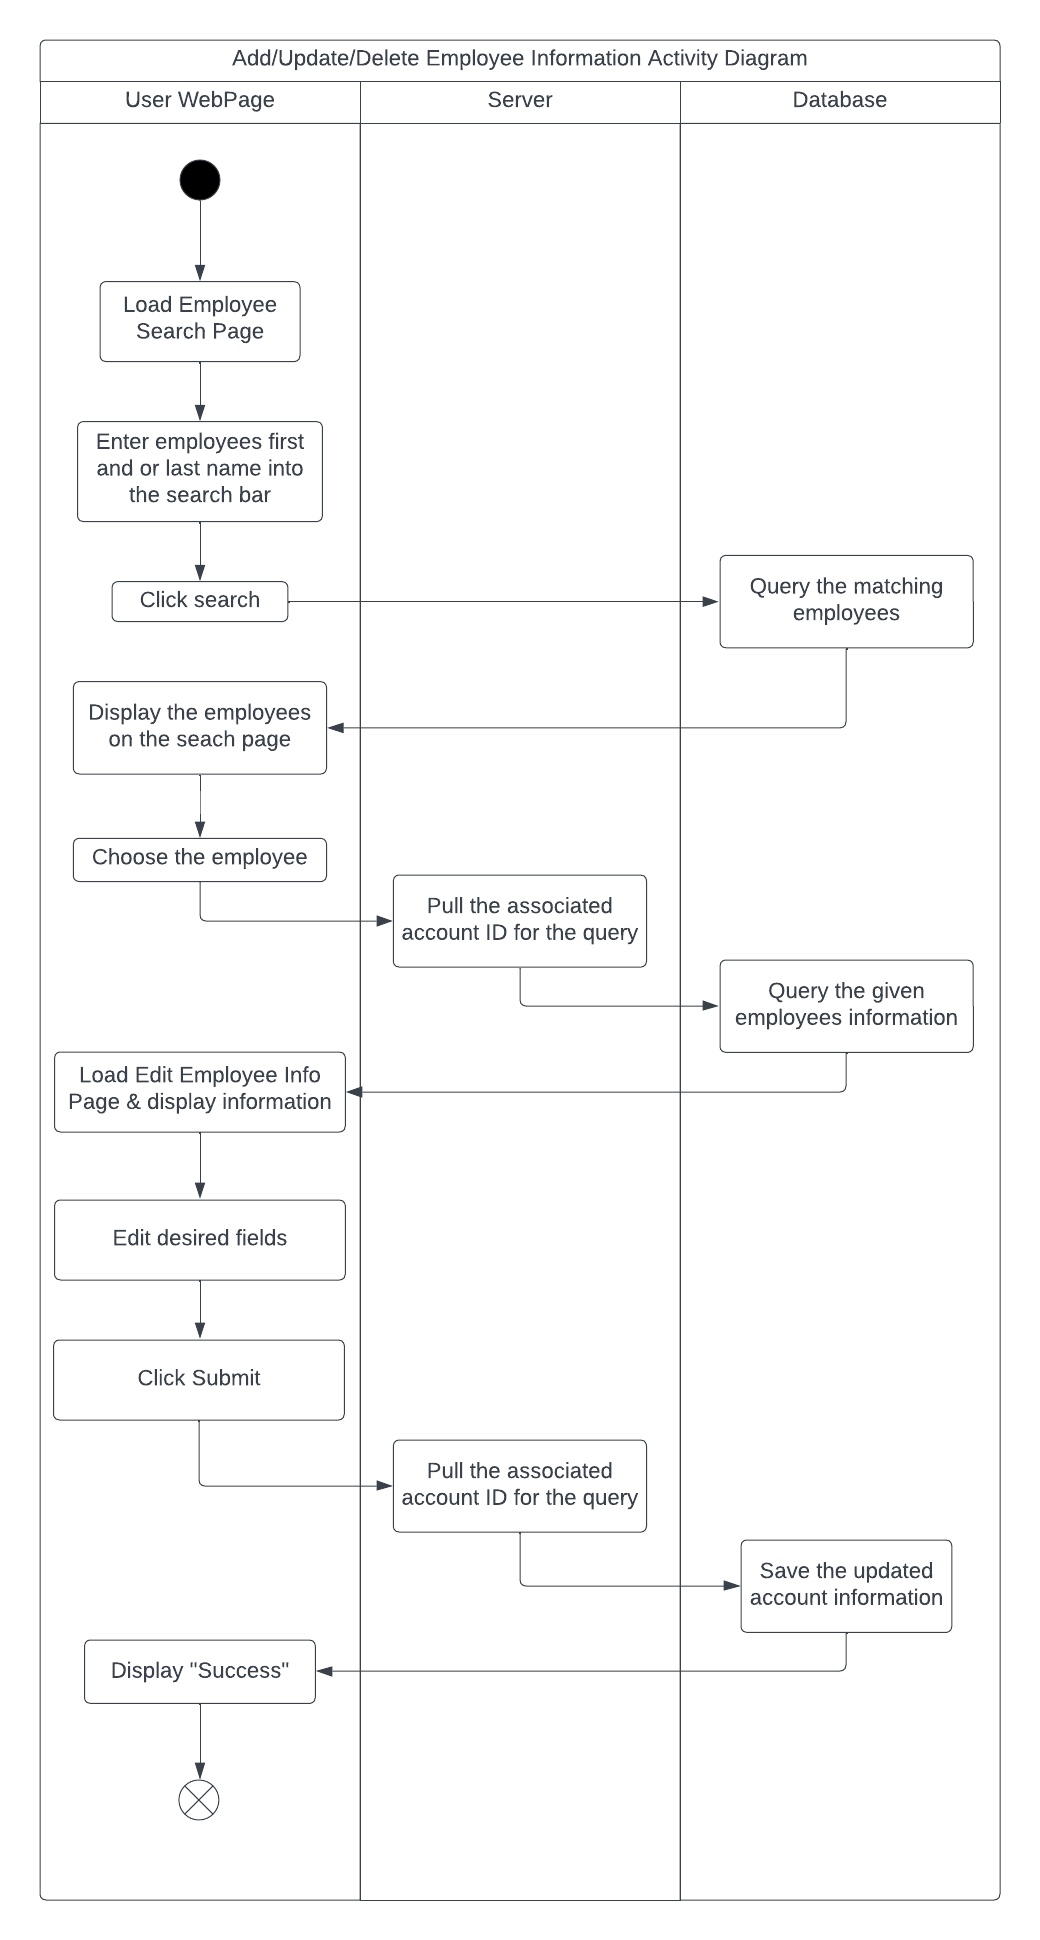 Add/Update/Delete Employee Information Activity Diagram
User WebPage
Server
Database
Load Employee
Search Page
Enter employees first
and or last name into
the search bar
Click search
Query the matching
employees
Display the employees
on the seach page
Choose the employee
Pull the associated
account ID for the query
Query the given
employees information
Load Edit Employee Info
Page & display information
Edit desired fields
Click Submit
Pull the associated
account ID for the query
Save the updated
account information
Display "Success"